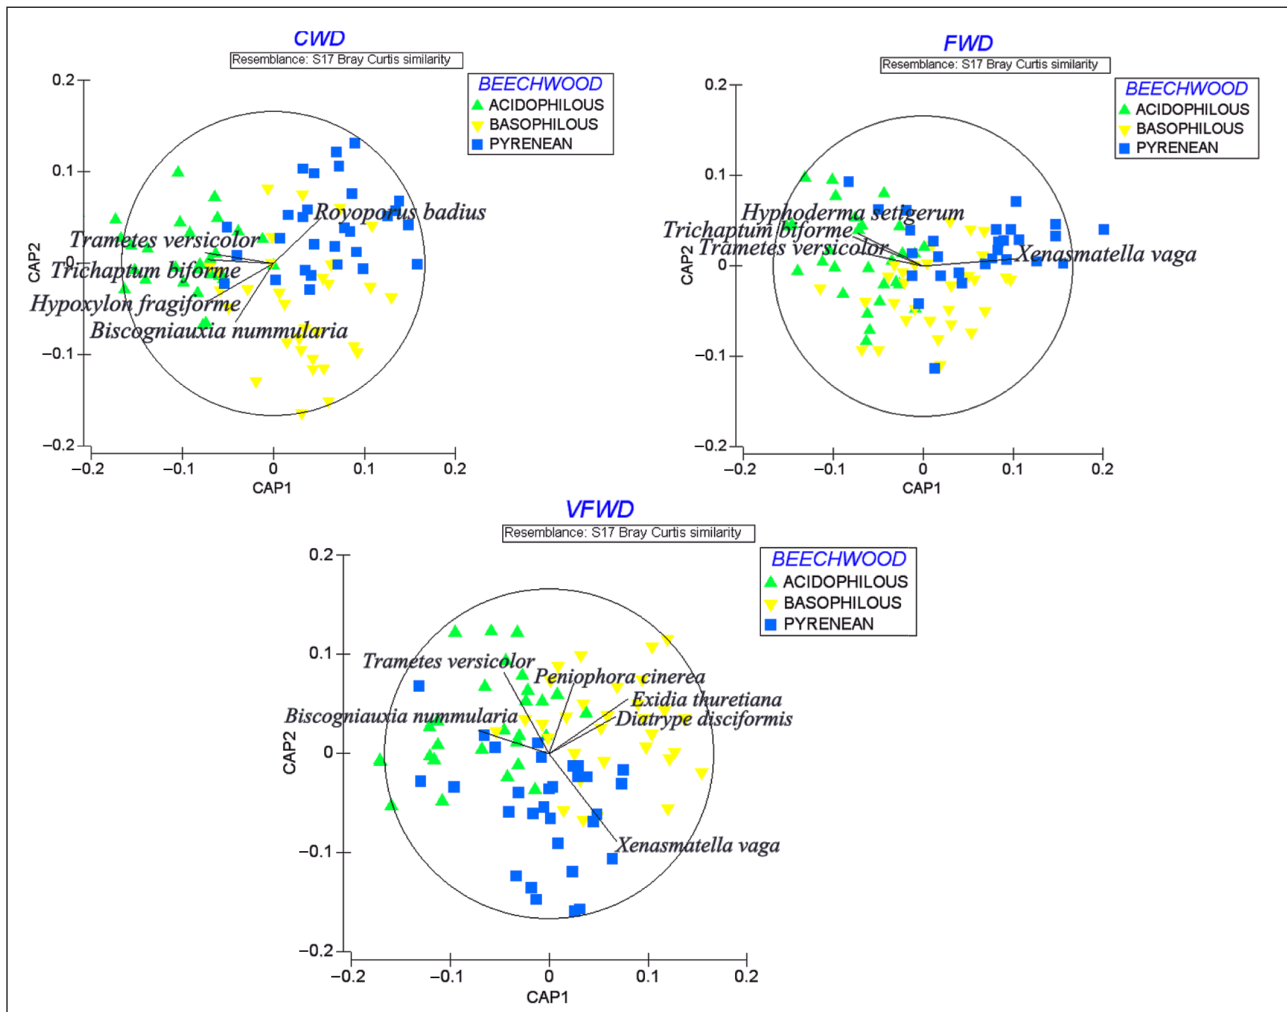 CWD
Resemblance: S17 Bray Curtis similarity
BEECHWOOD
ACIDOPHILOUS
BASOPHILOUS
PYRENEAN
0.2
0.1
0
−0.1
−0.2
CAP2
Royoporus badius
Trametes versicolor
Trichaptum biforme
Hypoxylon fragiforme
Biscogniauxia nummularia
−0.2 −0.1 0 0.1 0.2
CAP1
FWD
Resemblance: S17 Bray Curtis similarity
BEECHWOOD
ACIDOPHILOUS
BASOPHILOUS
PYRENEAN
0.2
0.1
0
−0.1
−0.2
CAP2
Hyphoderma setigerum
Trichaptum biforme
Trametes versicolor
Xenasmatella vaga
−0.2 −0.1 0 0.1 0.2
CAP1
VFWD
Resemblance: S17 Bray Curtis similarity
BEECHWOOD
ACIDOPHILOUS
BASOPHILOUS
PYRENEAN
0.2
0.1
0
−0.1
−0.2
CAP2
Trametes versicolor
Peniophora cinerea
Exidia thuretiana
Biscogniauxia nummularia
Diatrype disciformis
Xenasmatella vaga
−0.2 −0.1 0 0.1 0.2
CAP1